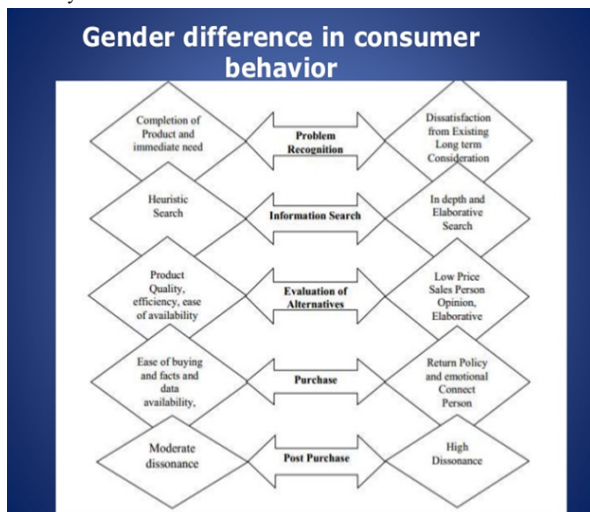 Gender difference in consumer
behavior
Completion of
Product and
immediate need
Problem
Recognition
Dissatisfaction
from Existing
Long term
Consideration
Heuristic
Search
Information Search
In depth and
Elaborative
Search
Product
Quality,
efficiency, ease
of availability
Evaluation of
Alternatives
Low Price
Sales Person
Opinion,
Elaborative
Ease of buying
and facts and
data
availability,
Purchase
Return Policy
and emotional
Connect
Person
Moderate
dissonance
Post Purchase
High
Dissonance